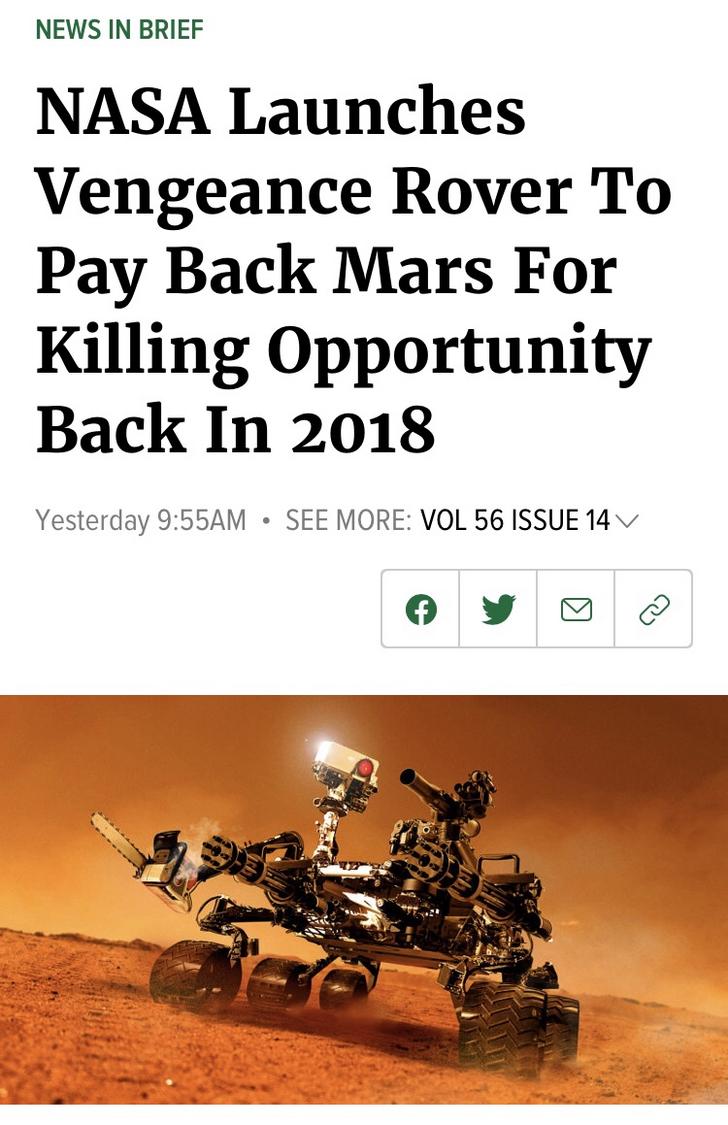 NEWS IN BRIEF
NASA Launches
Vengeance Rover To
Pay Back Mars For
Killing Opportunity
Back In 2018
Yesterday 9:55AM • SEE MORE: VOL 56 ISSUE 14